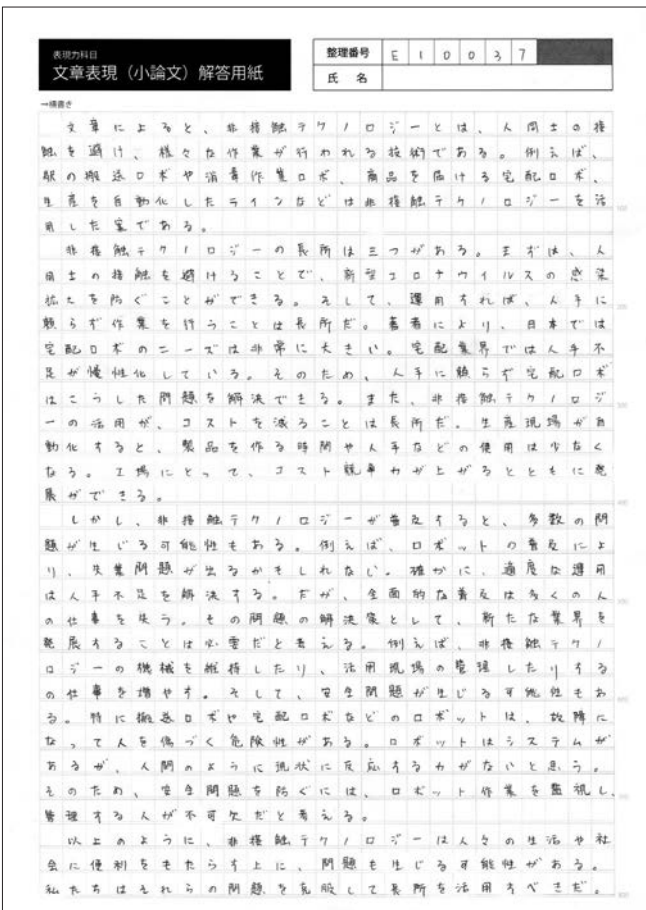 表現力科目
文章表現（小論文）解答用紙
整理番号 E10037
氏名
→横書き
文章によると、非接触テクノロジーとは、人間士の接
触を避け、様々な作業が行われる技術である。例えば、
駅の搬送ロボや消毒作業ロボ、商品を届ける宅配ロボ、
生産を自動化したラインなどは非接触テクノロジーを活
用した案である。
非接触テクノロジーの長所は三つがある。まずは、人
間士の接触を避けることで、新型コロナウイルスの感染
拡大を防ぐことができる。そして、運用すれば、人手に
頼らず作業を行うことは長所だ。著者により、日本では
宅配ロボのニーズは非常に大きい。宅配業界では人手不
足が慢性化している。そのため、人手に頼らず宅配ロボ
はこうした問題を解決できる。また、非接触テクノロジ
ーの活用が、コストを減ることは長所だ。生産現場が自
動化すると、製品を作る時間や人手などの使用は少なく
なる。工場にとって、コスト競争力が上がるとともに発
展ができる。
しかし、非接触テクノロジーが普及すると、多数の問
題が生じる可能性もある。例えば、ロボットの普及によ
り、失業問題が出るかもしれない。確かに、適度な運用
は人手不足を解決する。だが、全面的な普及は多くの人
の仕事を失う。その問題の解決策として、新たな業界を
発展することは必要だと考える。例えば、非接触テクノ
ロジーの機械を維持したり、活用現場の管理したりする
の仕事を増やす。そして、安全問題が生じる可能性もあ
る。特に搬送ロボや宅配ロボなどのロボットは、故障に
なって人を傷づく危険性がある。ロボットはシステムが
あるが、人間のように現状に反応する力がないと思う。
そのため、安全問題を防ぐには、ロボット作業を監視し、
管理する人が不可欠だと考える。
以上のように、非接触テクノロジーは人々の生活や社
会に便利をもたらす上に、問題も生じる可能性がある。
私たちはそれらの問題を克服して長所を活用すべきだ。